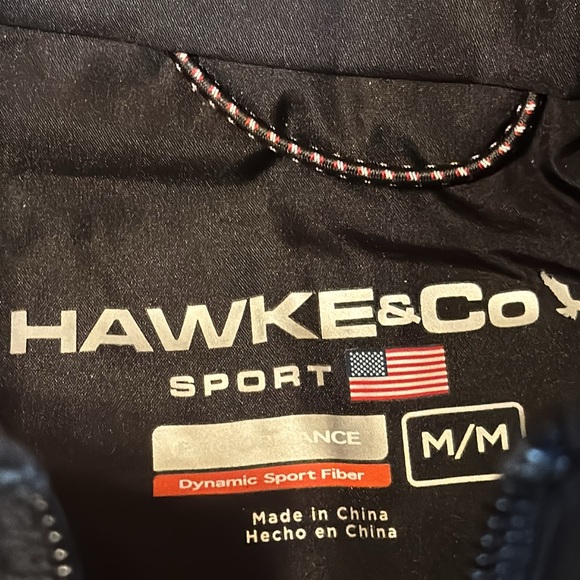 HAWKE&Co
SPORT
M/M
Dynamic Sport Fiber
Made in China
Hecho en China